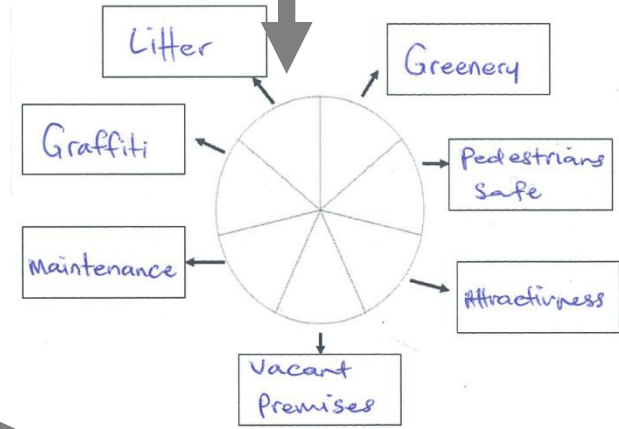 Litter
Greenery
Graffiti
Pedestrians
Safe
Maintenance
Attractivness
Vacant
Premises